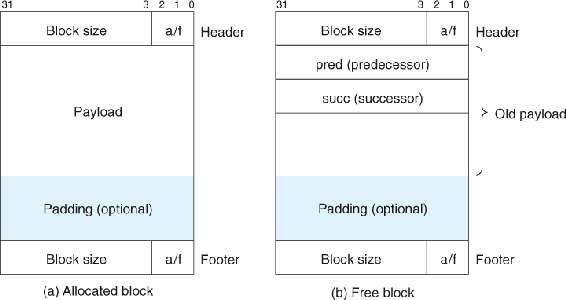 31 3 2 1 0
Block size a/f Header
Payload
Padding (optional)
Block size a/f Footer
(a) Allocated block
31 3 2 1 0
Block size a/f Header
pred (predecessor)
succ (successor)
Old payload
Padding (optional)
Block size a/f Footer
(b) Free block